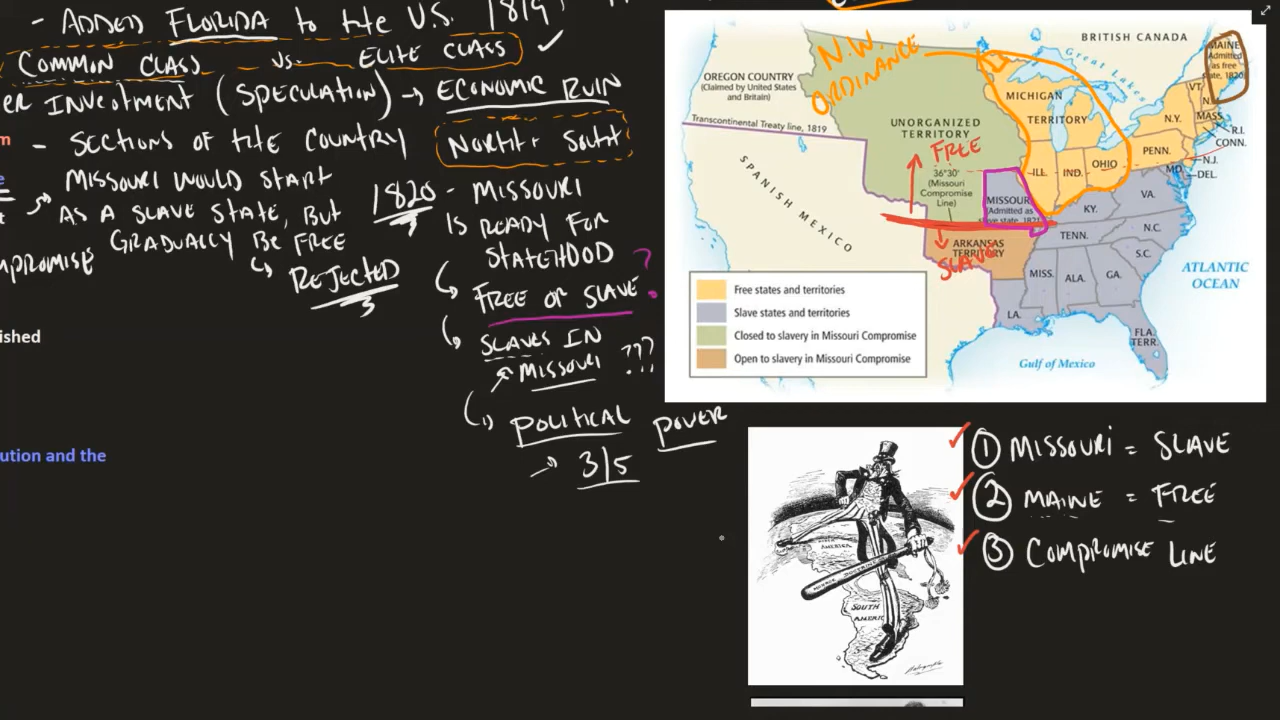 - ADDED FLORIDA to the U.S. 1819
COMMON CLASS vs. ELITE CLASS ✓
ER INVESTMENT (SPECULATION) → ECONOMIC RUIN
m
- SECTIONS OF THE COUNTRY
NORTH + SOUTH
e
t
→ MISSOURI WOULD START
AS A SLAVE STATE, BUT
GRADUALLY BE FREE
↳ REJECTED
MPROMISE
1820 - MISSOURI
IS READY FOR
STATEHOOD
↳ FREE OR SLAVE ?
↳ SLAVES IN
MISSOURI ???
↳ POLITICAL POWER
→ 3/5
ished
ution and the
N.W.
ORDINANCE
BRITISH CANADA
MAINE
(Admitted
as free
state, 1820)
OREGON COUNTRY
(Claimed by United States
and Britain)
Great Lakes
MICHIGAN
TERRITORY
VT.
N.H.
MASS.
N.Y.
R.I.
CONN.
Transcontinental Treaty line, 1819
UNORGANIZED
TERRITORY
FREE
36°30'
(Missouri
Compromise
Line)
PENN.
N.J.
MD.
DEL.
OHIO
IND.
ILL.
SPANISH MEXICO
MISSOURI
(Admitted as
slave state, 1821)
VA.
KY.
N.C.
TENN.
ARKANSAS
TERRITORY
SLAVE
S.C.
MISS.
ALA.
GA.
LA.
FLA.
TERR.
ATLANTIC
OCEAN
Gulf of Mexico
Free states and territories
Slave states and territories
Closed to slavery in Missouri Compromise
Open to slavery in Missouri Compromise
✓ ① MISSOURI = SLAVE
✓ ② MAINE = FREE
✓ ③ COMPROMISE LINE
AMERICA
MONROE DOCTRINE
SOUTH
AMERICA